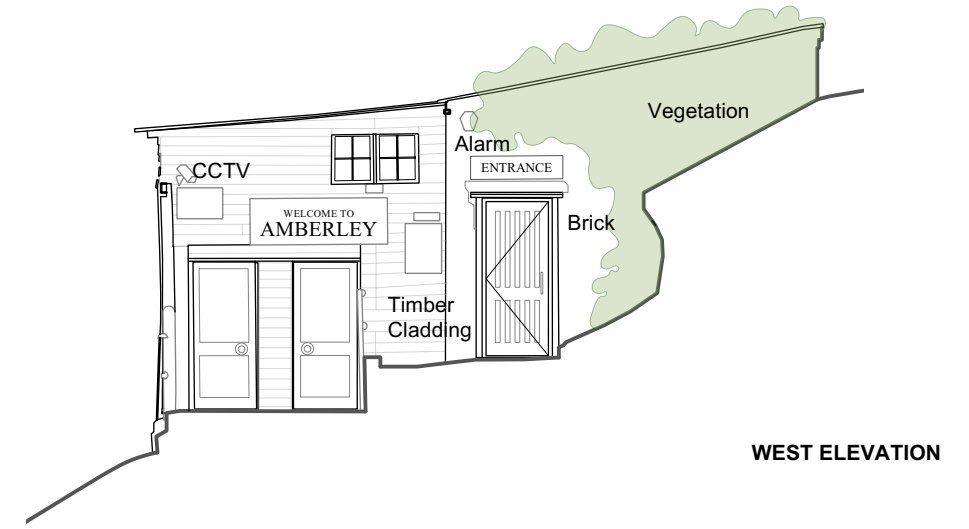 Vegetation
Alarm
CCTV
ENTRANCE
WELCOME TO
AMBERLEY
Brick
Timber
Cladding
WEST ELEVATION